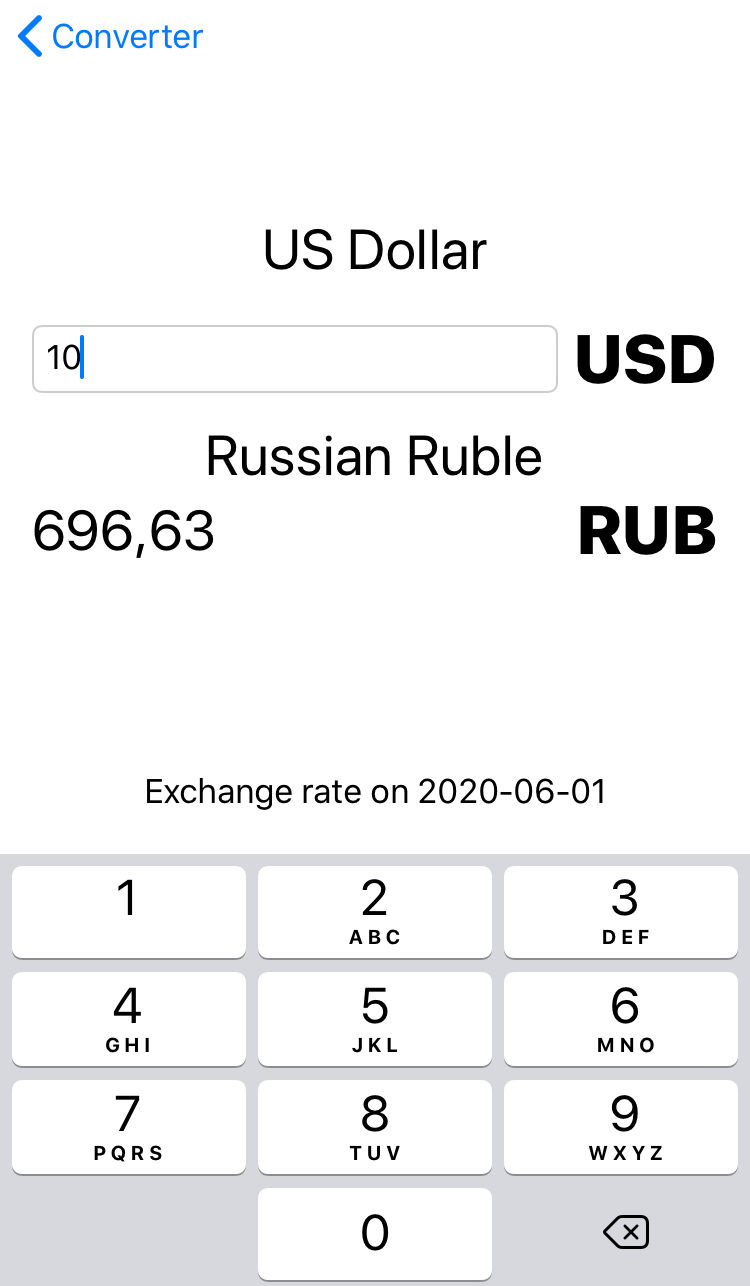 Converter
US Dollar
10 USD
Russian Ruble
696,63 RUB
Exchange rate on 2020-06-01
1 2 3
ABC DEF
4 5 6
GHI JKL MNO
7 8 9
PQRS TUV WXYZ
0